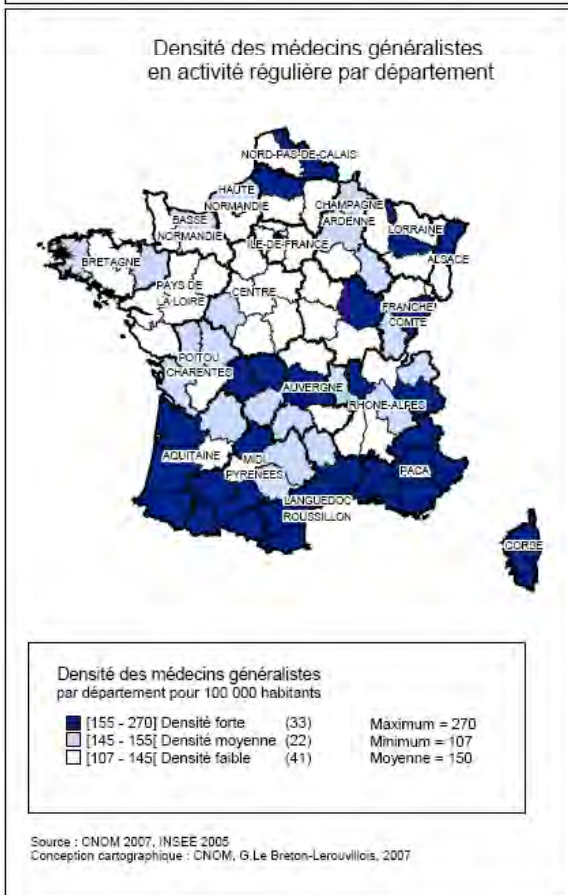 Densité des médecins généralistes
en activité régulière par département
NORD-PAS-DE-CALAIS
HAUTE
NORMANDIE
CHAMPAGNE
ARDENNE
BASSE
NORMANDIE
ILE-DE-FRANCE
LORRAINE
ALSACE
BRETAGNE
PAYS DE
LA LOIRE
CENTRE
FRANCHE
COMTE
POITOU
CHARENTES
AUVERGNE
RHONE-ALPES
AQUITAINE
MIDI
PYRENEES
PACA
LANGUEDOC
ROUSSILLON
CORSE
Densité des médecins généralistes
par département pour 100 000 habitants
[155 - 270] Densité forte (33) Maximum = 270
[145 - 155[ Densité moyenne (22) Minimum = 107
[107 - 145[ Densité faible (41) Moyenne = 150
Source : CNOM 2007, INSEE 2005
Conception cartographique : CNOM, G.Le Breton-Lerouvillois, 2007